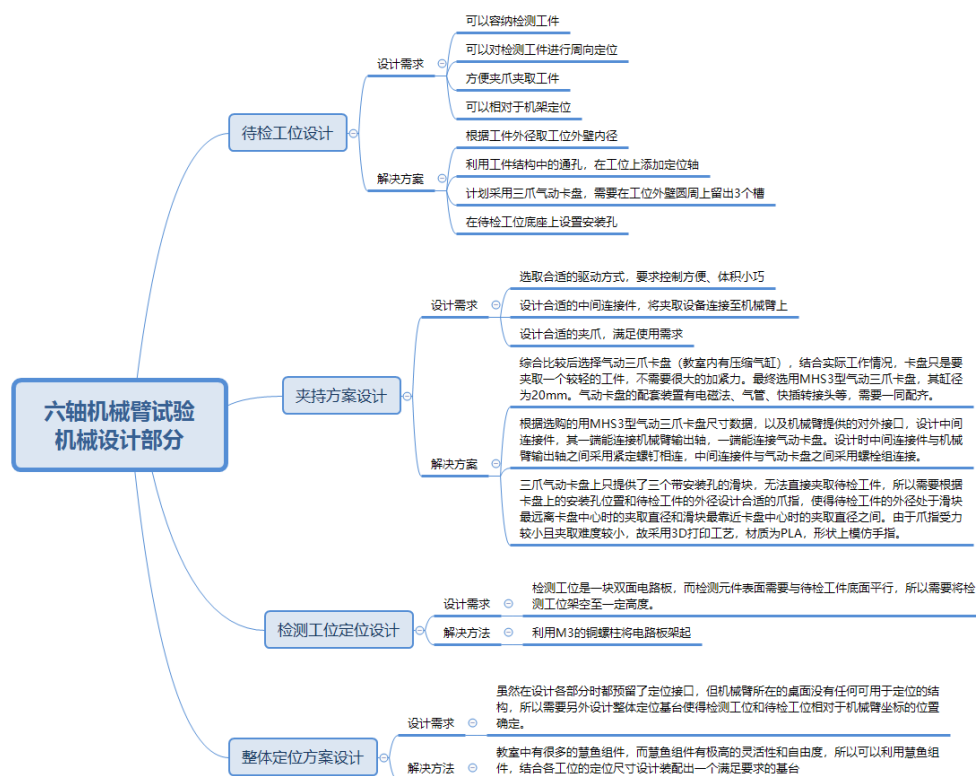 六轴机械臂试验
机械设计部分
待检工位设计
设计需求
可以容纳检测工件
可以对检测工件进行周向定位
方便夹爪夹取工件
可以相对于机架定位
解决方案
根据工件外径取工位外壁内径
利用工件结构中的通孔，在工位上添加定位轴
计划采用三爪气动卡盘，需要在工位外壁圆周上留出3个槽
在待检工位底座上设置安装孔
夹持方案设计
设计需求
选取合适的驱动方式，要求控制方便、体积小巧
设计合适的中间连接件，将夹取设备连接至机械臂上
设计合适的夹爪，满足使用需求
解决方案
综合比较后选择气动三爪卡盘（教室内有压缩气缸），结合实际工作情况，卡盘只是要
夹取一个较轻的工件，不需要很大的加紧力。最终选用MHS3型气动三爪卡盘，其缸径
为20mm。气动卡盘的配套装置有电磁法、气管、快插转接头等，需要一同配齐。
根据选购的用MHS3型气动三爪卡盘尺寸数据，以及机械臂提供的对外接口，设计中间
连接件，其一端能连接机械臂输出轴，一端能连接气动卡盘。设计时中间连接件与机械
臂输出轴之间采用紧定螺钉相连，中间连接件与气动卡盘之间采用螺栓组连接。
三爪气动卡盘上只提供了三个带安装孔的滑块，无法直接夹取待检工件，所以需要根据
卡盘上的安装孔位置和待检工件的外径设计合适的爪指，使得待检工件的外径处于滑块
最远离卡盘中心时的夹取直径和滑块最靠近卡盘中心时的夹取直径之间。由于爪指受力
较小且夹取难度较小，故采用3D打印工艺，材质为PLA，形状上模仿手指。
检测工位定位设计
设计需求
检测工位是一块双面电路板，而检测元件表面需要与待检工件底面平行，所以需要将检
测工位架空至一定高度。
解决方法
利用M3的铜螺柱将电路板架起
整体定位方案设计
设计需求
虽然在设计各部分时都预留了定位接口，但机械臂所在的桌面没有任何可用于定位的结
构，所以需要另外设计整体定位基台使得检测工位和待检工位相对于机械臂坐标的位置
确定。
解决方法
教室中有很多的慧鱼组件，而慧鱼组件有极高的灵活性和自由度，所以可以利用慧鱼组
件，结合各工位的定位尺寸设计装配出一个满足要求的基台